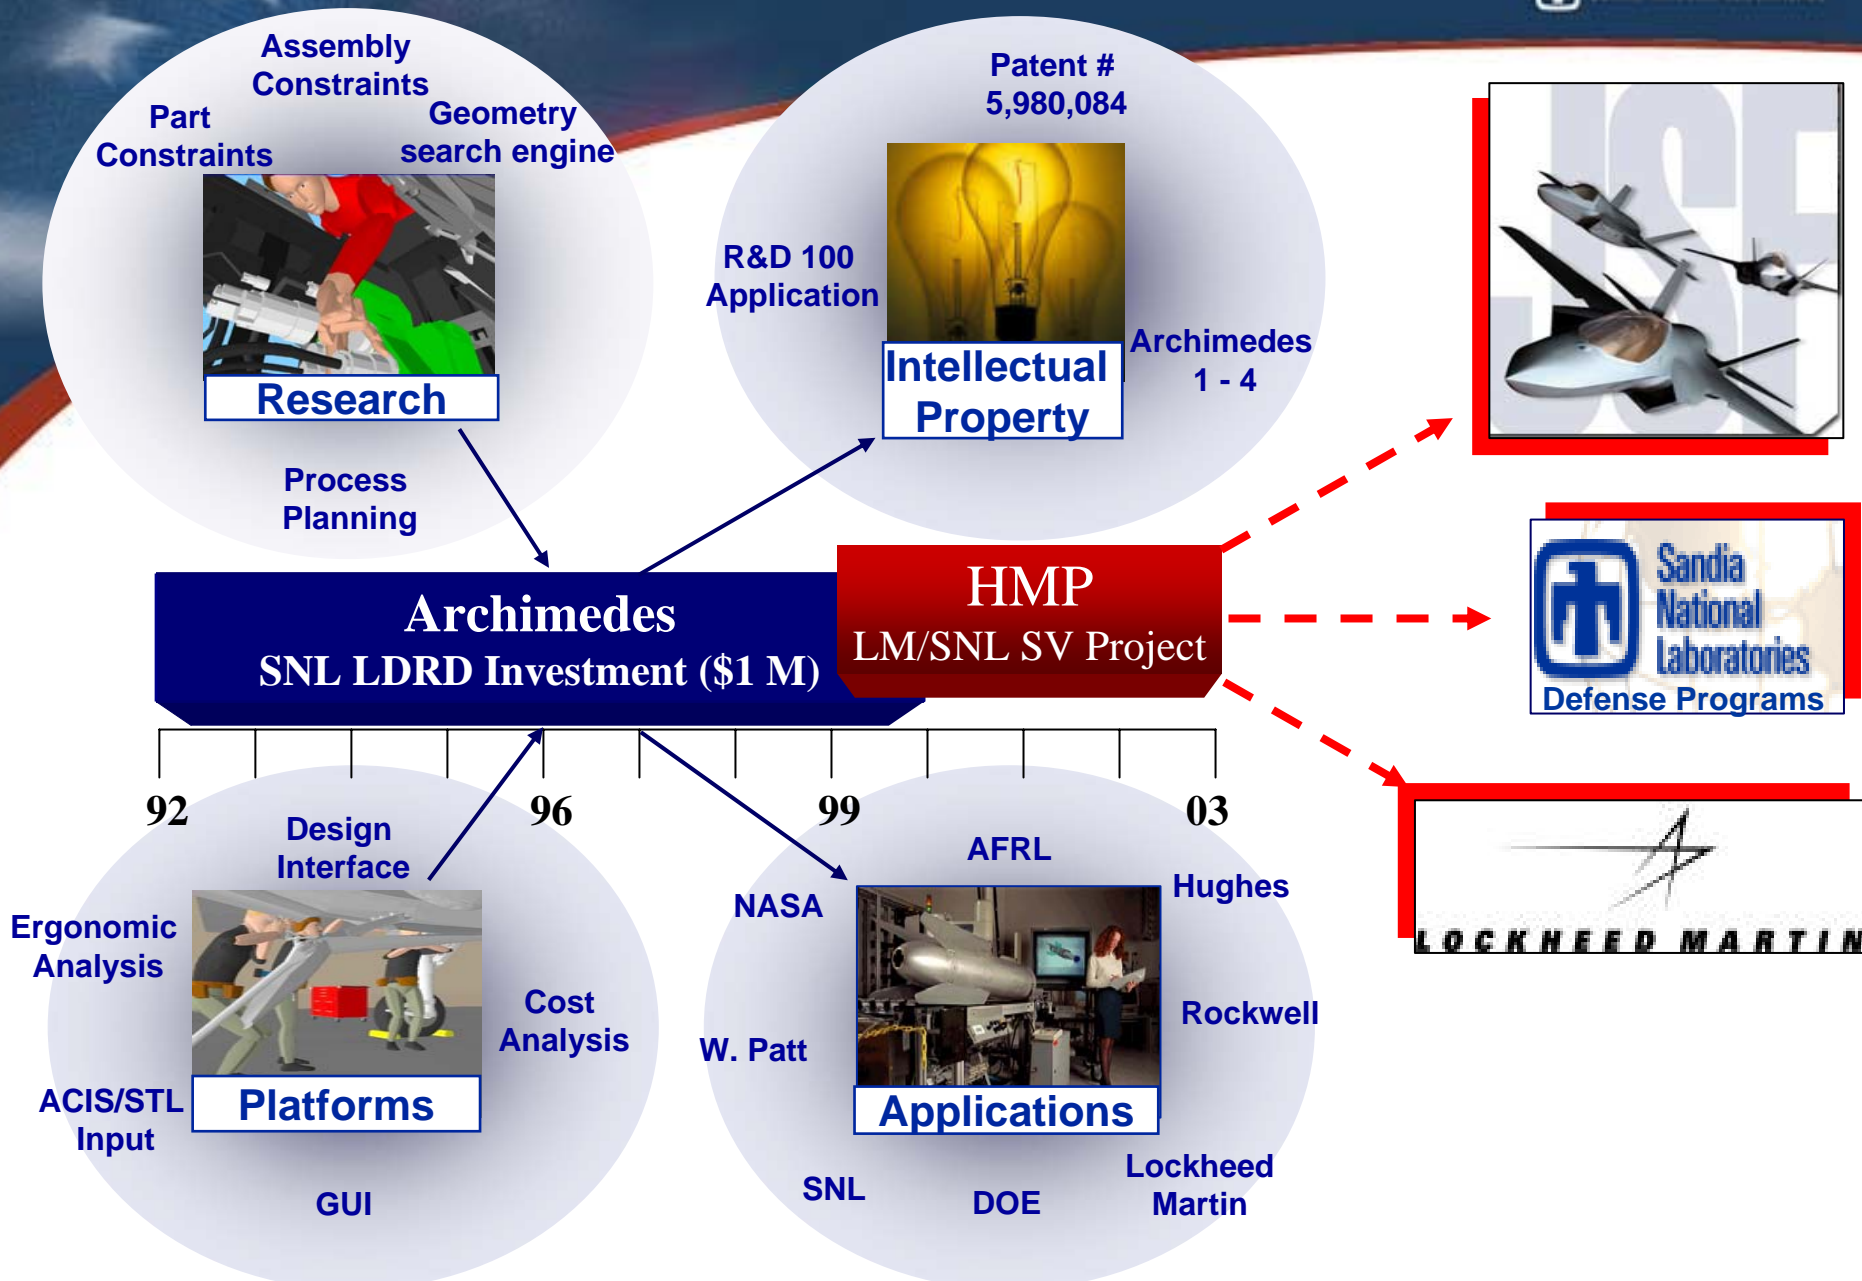 Assembly
Constraints
Part
Constraints
Geometry
search engine
Research
Process
Planning
Patent #
5,980,084
R&D 100
Application
Archimedes
1 - 4
Intellectual
Property
JSF
Archimedes
SNL LDRD Investment ($1 M)
HMP
LM/SNL SV Project
Sandia
National
Laboratories
Defense Programs
92
96
99
03
Design
Interface
Ergonomic
Analysis
Cost
Analysis
ACIS/STL
Input
Platforms
GUI
AFRL
NASA
Hughes
Rockwell
W. Patt
Applications
SNL
DOE
Lockheed
Martin
LOCKHEED MARTIN